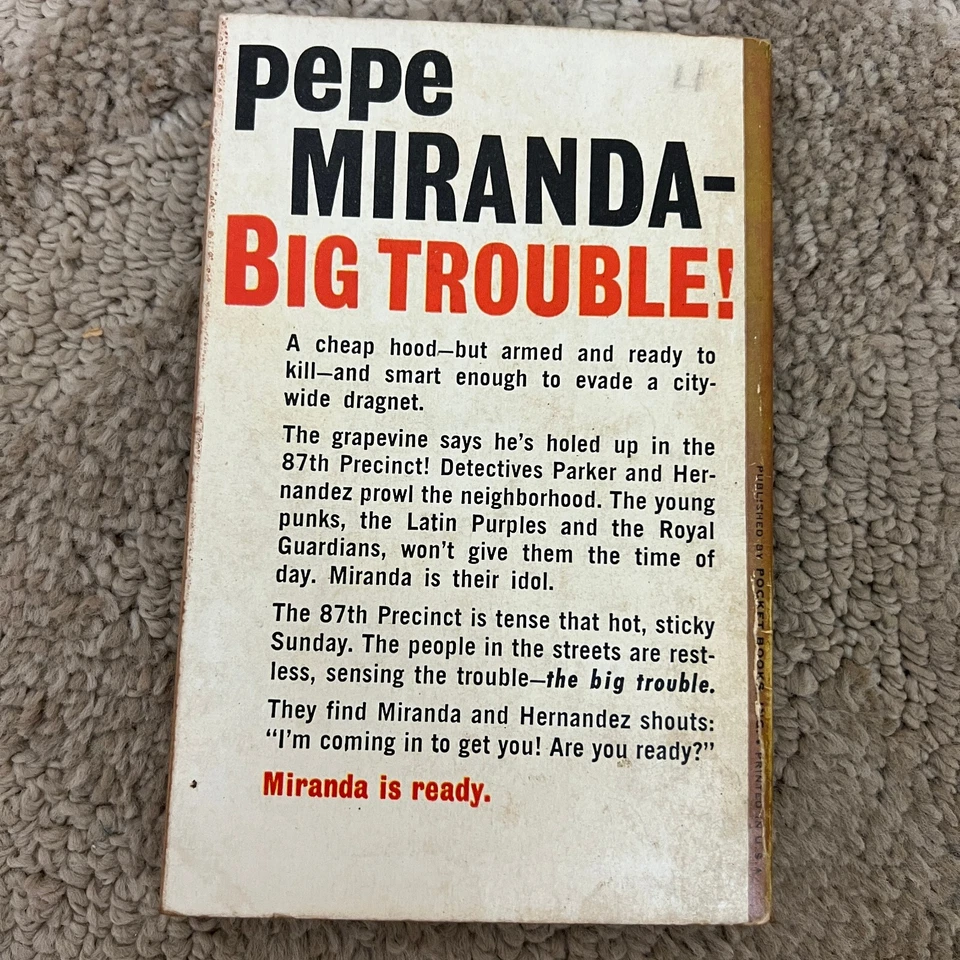 pepe
MIRANDA-
BIG TROUBLE!
A cheap hood—but armed and ready to
kill—and smart enough to evade a city-
wide dragnet.
The grapevine says he's holed up in the
87th Precinct! Detectives Parker and Her-
nandez prowl the neighborhood. The young
punks, the Latin Purples and the Royal
Guardians, won't give them the time of
day. Miranda is their idol.
The 87th Precinct is tense that hot, sticky
Sunday. The people in the streets are rest-
less, sensing the trouble—the big trouble.
They find Miranda and Hernandez shouts:
“I'm coming in to get you! Are you ready?”
Miranda is ready.
PUBLISHED BY POCKET BOOKS, INC. PRINTED IN U.S.